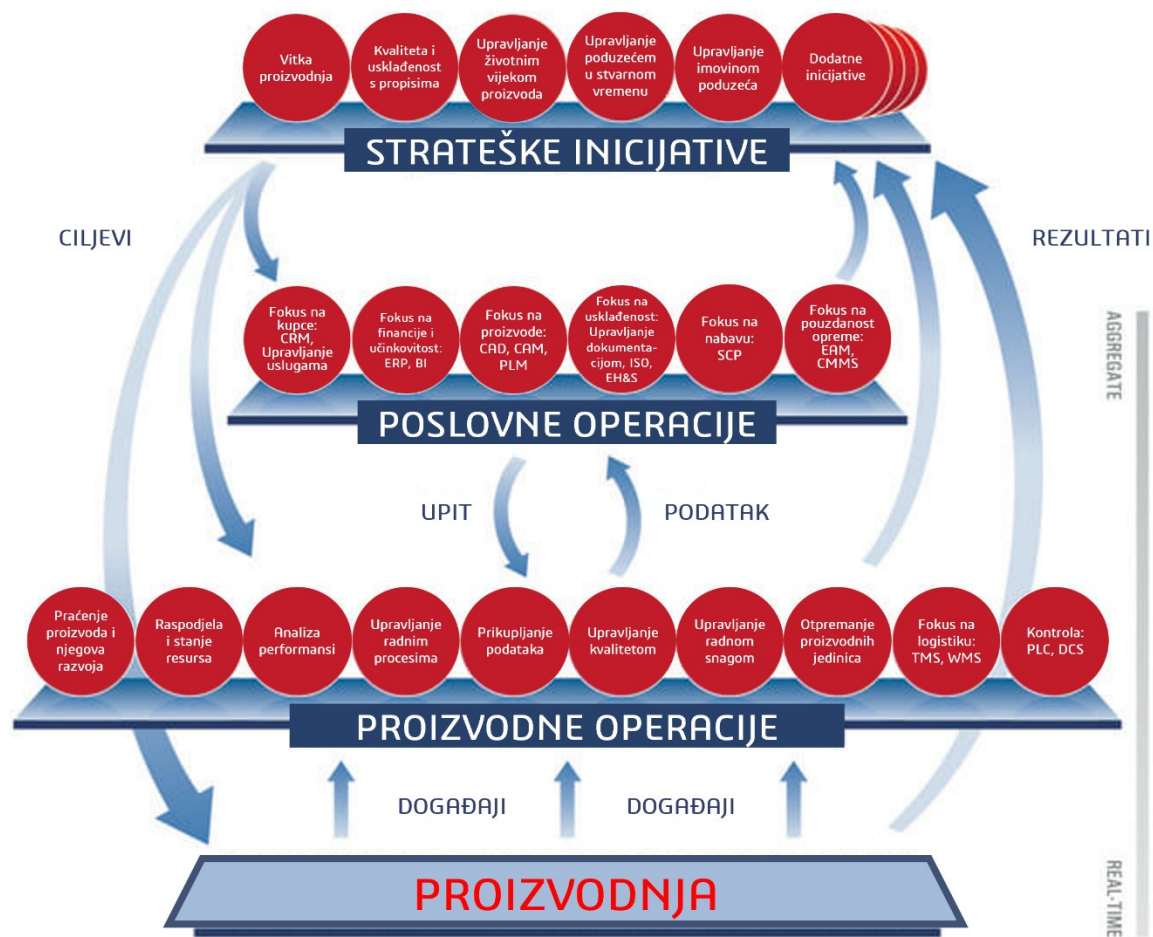 Vitka
proizvodnja
Kvaliteta i
usklađenost
s propisima
Upravljanje
životnim
vijekom
proizvoda
Upravljanje
poduzećem
u stvarnom
vremenu
Upravljanje
imovinom
poduzeća
Dodatne
inicijative
STRATEŠKE INICIJATIVE
CILJEVI
REZULTATI
Fokus na
kupce:
CRM,
Upravljanje
uslugama
Fokus na
financije i
učinkovitost:
ERP, BI
Fokus na
proizvode:
CAD, CAM,
PLM
Fokus na
usklađenost:
Upravljanje
dokumenta-
cijom, ISO,
EH&S
Fokus na
nabavu:
SCP
Fokus na
pouzdanost
opreme:
EAM,
CMMS
AGGREGATE
POSLOVNE OPERACIJE
UPIT
PODATAK
Praćenje
proizvoda i
njegova
razvoja
Raspodjela
i stanje
resursa
Analiza
performansi
Upravljanje
radnim
procesima
Prikupljanje
podataka
Upravljanje
kvalitetom
Upravljanje
radnom
snagom
Otpremanje
proizvodnih
jedinica
Fokus na
logistiku:
TMS, WMS
Kontrola:
PLC, DCS
PROIZVODNE OPERACIJE
DOGAĐAJI
DOGAĐAJI
PROIZVODNJA
REAL-TIME